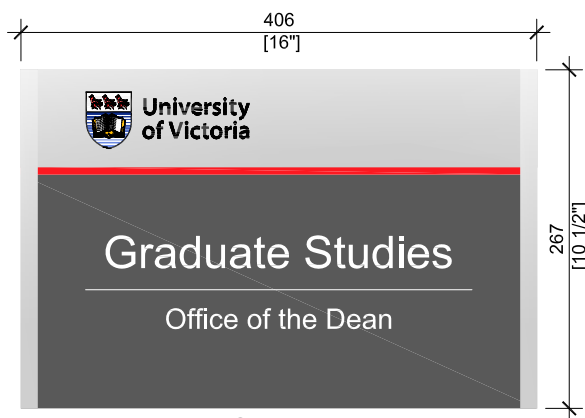 406
[16"]
University
of Victoria
Graduate Studies
Office of the Dean
267
[10 1/2"]